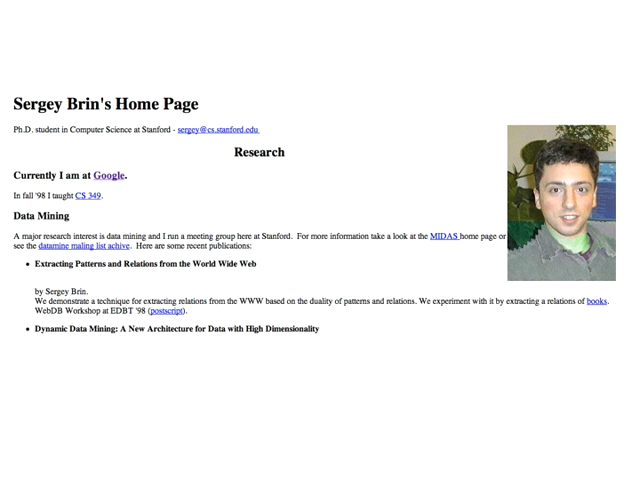 Sergey Brin's Home Page
Ph.D. student in Computer Science at Stanford - sergey@cs.stanford.edu
Research
Currently I am at Google.
In fall '98 I taught CS 349.
Data Mining
A major research interest is data mining and I run a meeting group here at Stanford. For more information take a look at the MIDAS home page or
see the datamine maling list achive. Here are some recent publications:
• Extracting Patterns and Relations from the World Wide Web
by Sergey Brin.
We demonstrate a technique for extracting relations from the WWW based on the duality of patterns and relations. We experiment with it by extracting a relations of books.
WebDB Workshop at EDBT '98 (postscript).
• Dynamic Data Mining: A New Architecture for Data with High Dimensionality